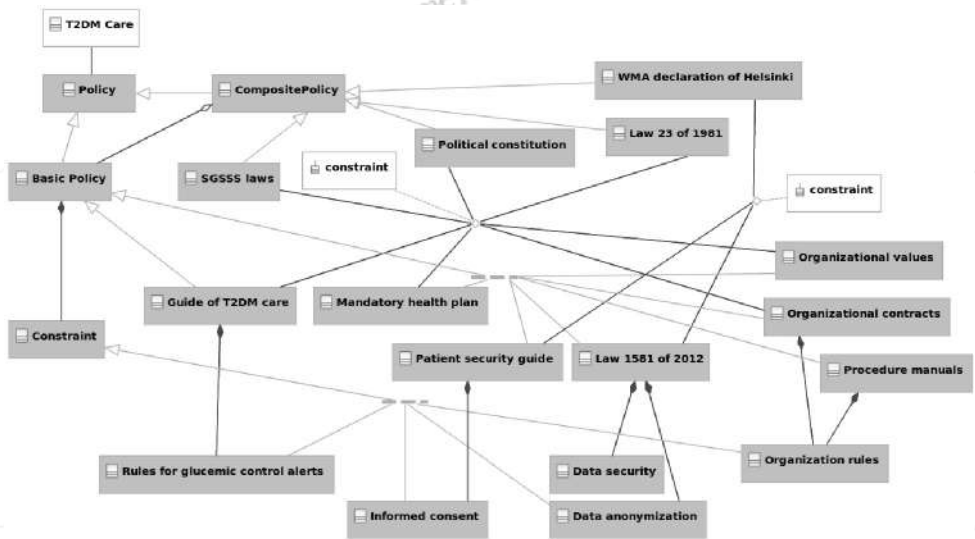 T2DM Care
Policy
CompositePolicy
WMA declaration of Helsinki
Law 23 of 1981
Political constitution
constraint
Basic Policy
SGSSS laws
constraint
Organizational values
Guide of T2DM care
Mandatory health plan
Organizational contracts
Constraint
Patient security guide
Law 1581 of 2012
Procedure manuals
Rules for glucemic control alerts
Data security
Organization rules
Informed consent
Data anonymization